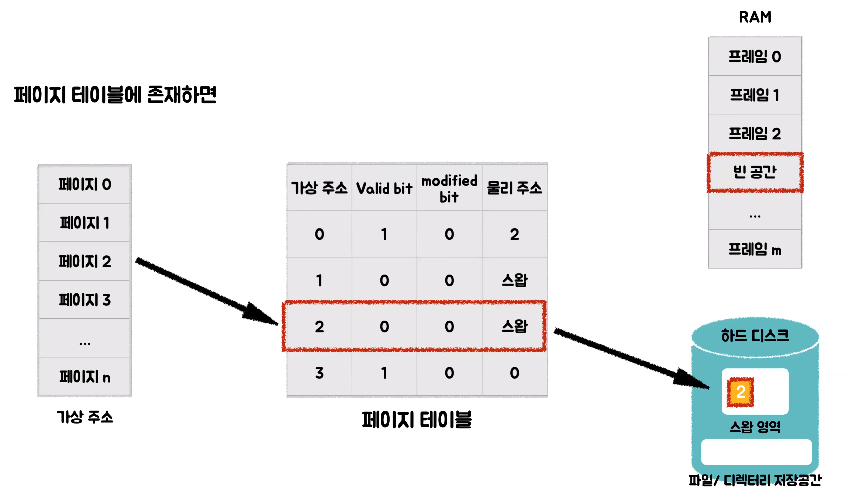 RAM
프레임 0
프레임 1
프레임 2
빈 공간
...
프레임 m
페이지 테이블에 존재하면
페이지 0
페이지 1
페이지 2
페이지 3
...
페이지 n
가상 주소
가상 주소 Valid bit modified bit 물리 주소
0 1 0 2
1 0 0 스왑
2 0 0 스왑
3 1 0 0
페이지 테이블
하드 디스크
2
스왑 영역
파일/ 디렉터리 저장공간